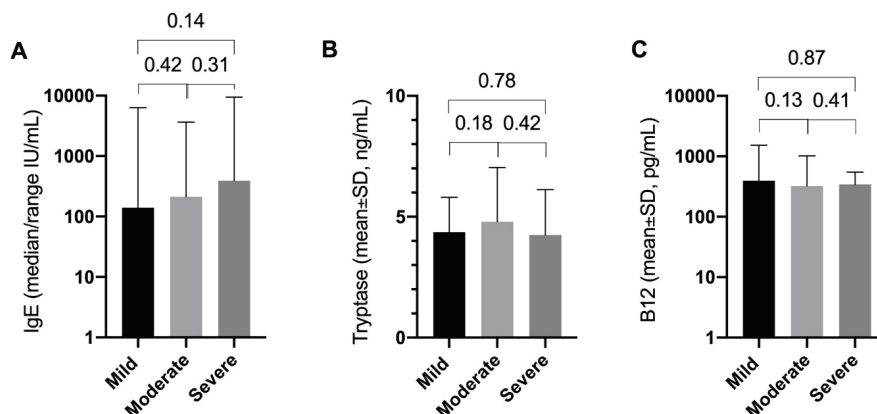 A
0.14
0.42 0.31
IgE (median/range IU/mL)
10000
1000
100
10
1
Mild
Moderate
Severe
B
0.78
0.18 0.42
Tryptase (mean±SD, ng/mL)
10
5
0
Mild
Moderate
Severe
C
0.87
0.13 0.41
B12 (mean±SD, pg/mL)
10000
1000
100
10
1
Mild
Moderate
Severe